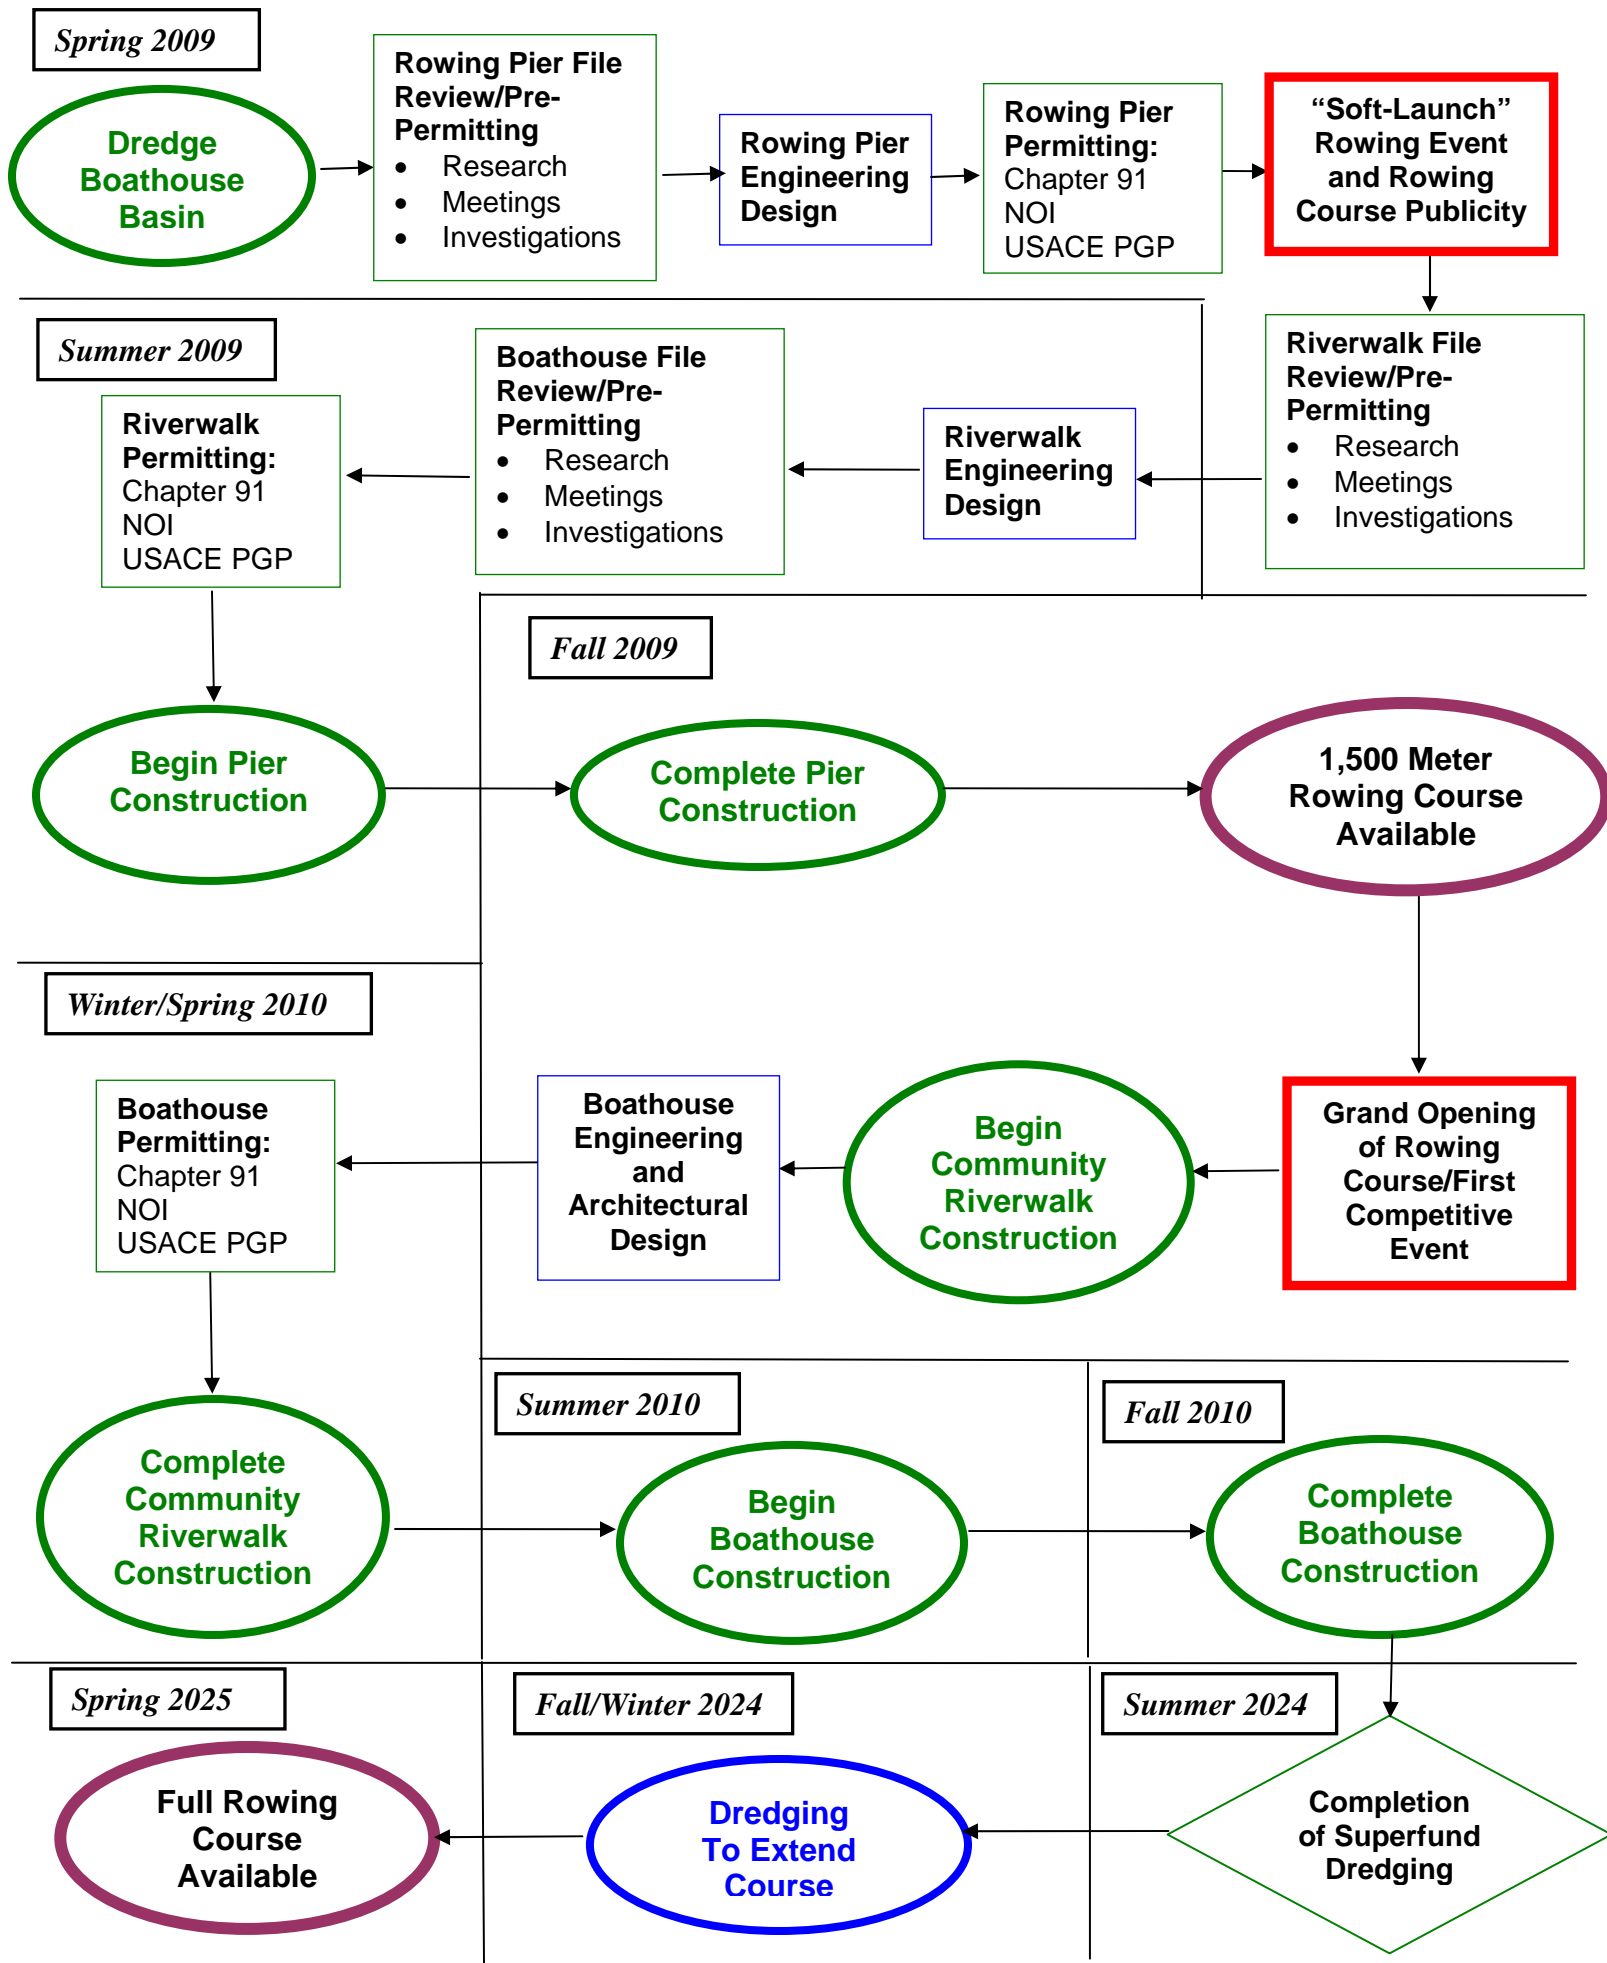 Spring 2009
Dredge
Boathouse
Basin
Rowing Pier File
Review/Pre-
Permitting
• Research
• Meetings
• Investigations
Rowing Pier
Engineering
Design
Rowing Pier
Permitting:
Chapter 91
NOI
USACE PGP
“Soft-Launch”
Rowing Event
and Rowing
Course Publicity
Riverwalk File
Review/Pre-
Permitting
• Research
• Meetings
• Investigations
Summer 2009
Riverwalk
Engineering
Design
Boathouse File
Review/Pre-
Permitting
• Research
• Meetings
• Investigations
Riverwalk
Permitting:
Chapter 91
NOI
USACE PGP
Begin Pier
Construction
Fall 2009
Complete Pier
Construction
1,500 Meter
Rowing Course
Available
Grand Opening
of Rowing
Course/First
Competitive
Event
Begin
Community
Riverwalk
Construction
Boathouse
Engineering
and
Architectural
Design
Winter/Spring 2010
Boathouse
Permitting:
Chapter 91
NOI
USACE PGP
Complete
Community
Riverwalk
Construction
Summer 2010
Begin
Boathouse
Construction
Fall 2010
Complete
Boathouse
Construction
Summer 2024
Completion
of Superfund
Dredging
Fall/Winter 2024
Dredging
To Extend
Course
Spring 2025
Full Rowing
Course
Available